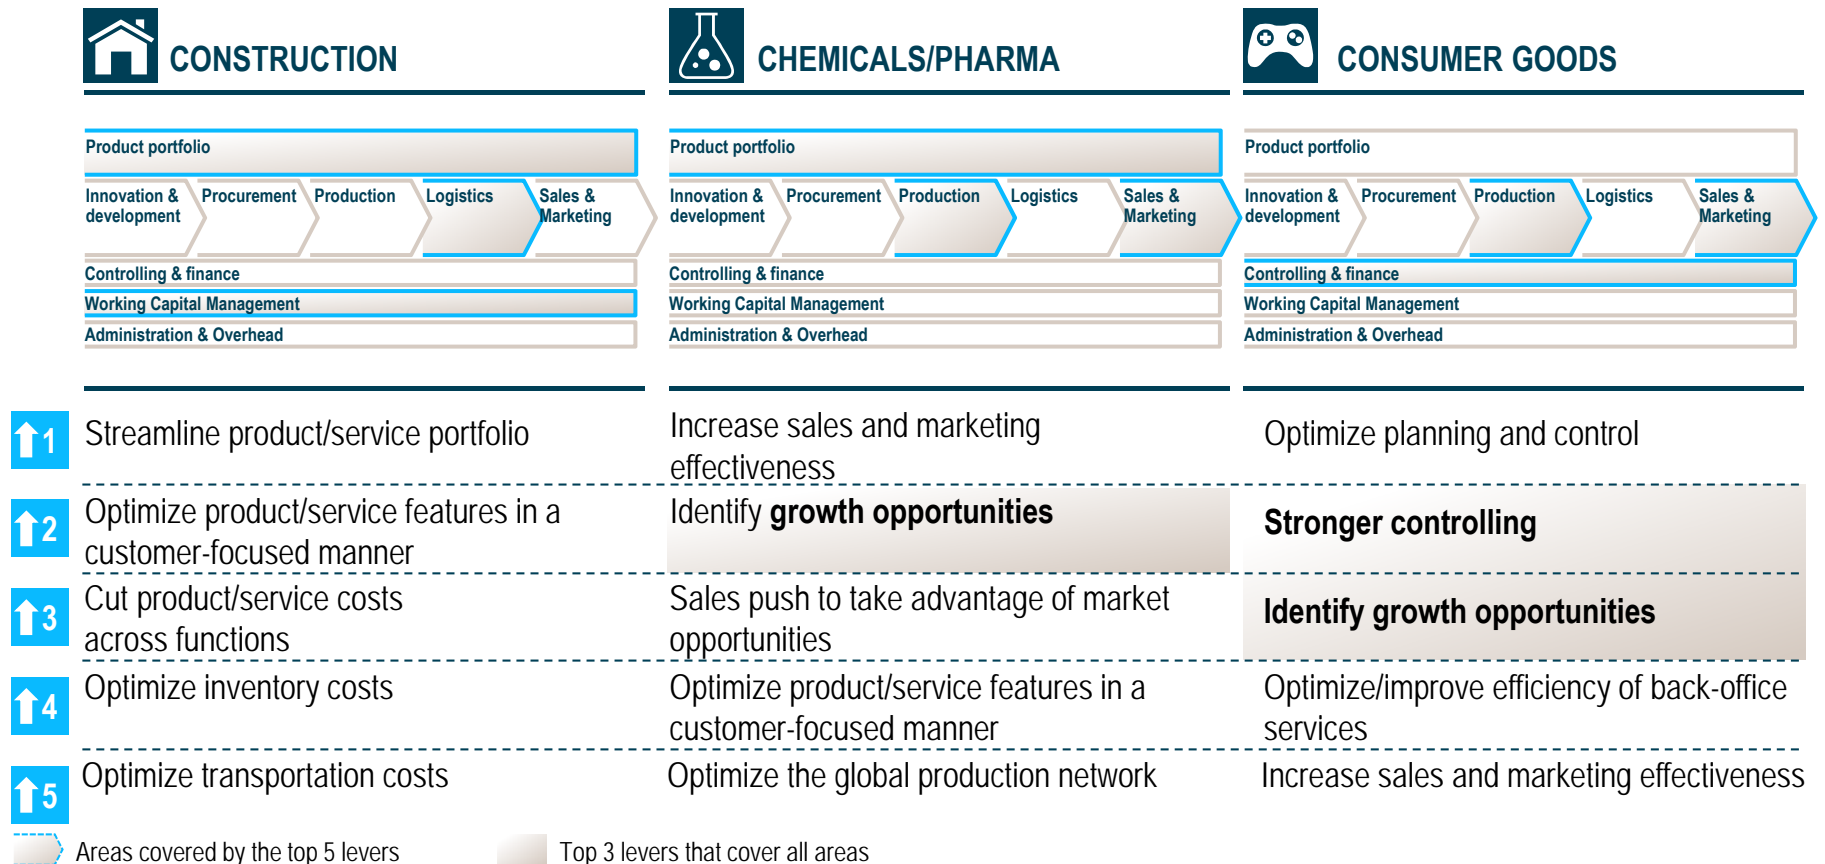 CONSTRUCTION
Product portfolio
Innovation & Procurement Production Logistics Sales &
development Marketing
Controlling & finance
Working Capital Management
Administration & Overhead
CHEMICALS/PHARMA
Product portfolio
Innovation & Procurement Production Logistics Sales &
development Marketing
Controlling & finance
Working Capital Management
Administration & Overhead
CONSUMER GOODS
Product portfolio
Innovation & Procurement Production Logistics Sales &
development Marketing
Controlling & finance
Working Capital Management
Administration & Overhead
1
Streamline product/service portfolio
Increase sales and marketing
effectiveness
Optimize planning and control
2
Optimize product/service features in a
customer-focused manner
Identify growth opportunities
Stronger controlling
3
Cut product/service costs
across functions
Sales push to take advantage of market
opportunities
Identify growth opportunities
4
Optimize inventory costs
Optimize product/service features in a
customer-focused manner
Optimize/improve efficiency of back-office
services
5
Optimize transportation costs
Optimize the global production network
Increase sales and marketing effectiveness
Areas covered by the top 5 levers
Top 3 levers that cover all areas